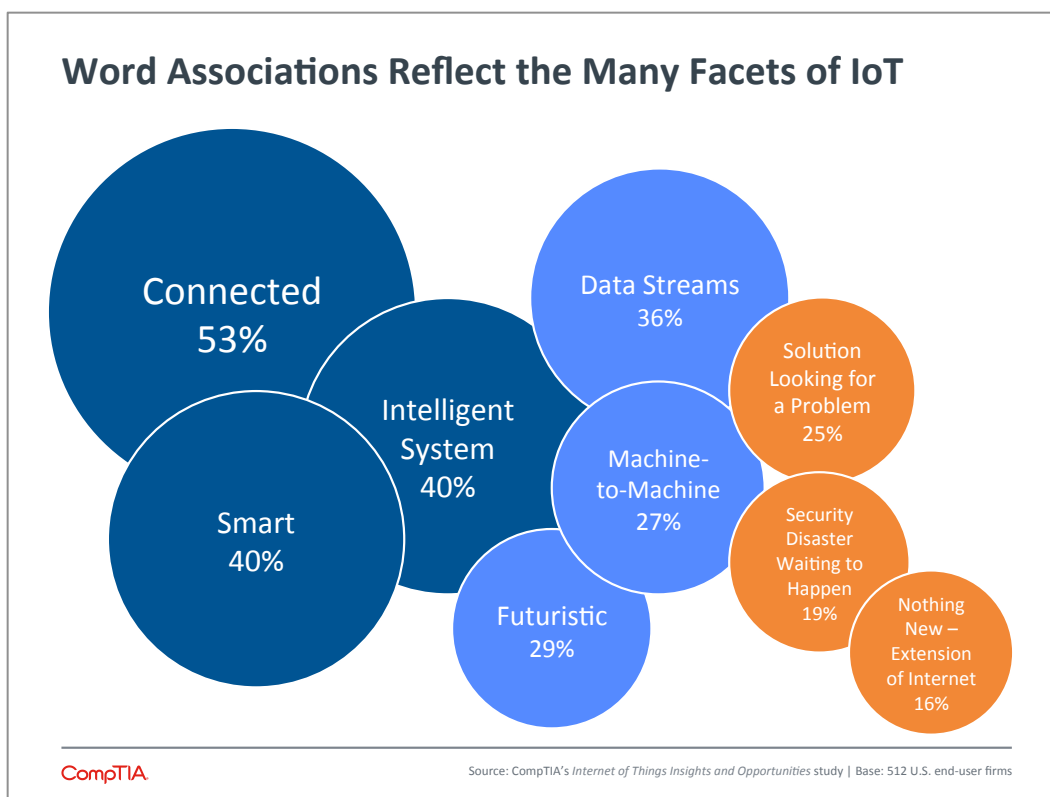 Word Associations Reflect the Many Facets of IoT
Connected
53%
Data Streams
36%
Solution
Looking for
a Problem
25%
Intelligent
System
40%
Machine-
to-Machine
27%
Smart
40%
Security
Disaster
Waiting to
Happen
19%
Futuristic
29%
Nothing
New –
Extension
of Internet
16%
CompTIA.
Source: CompTIA's Internet of Things Insights and Opportunities study | Base: 512 U.S. end-user firms